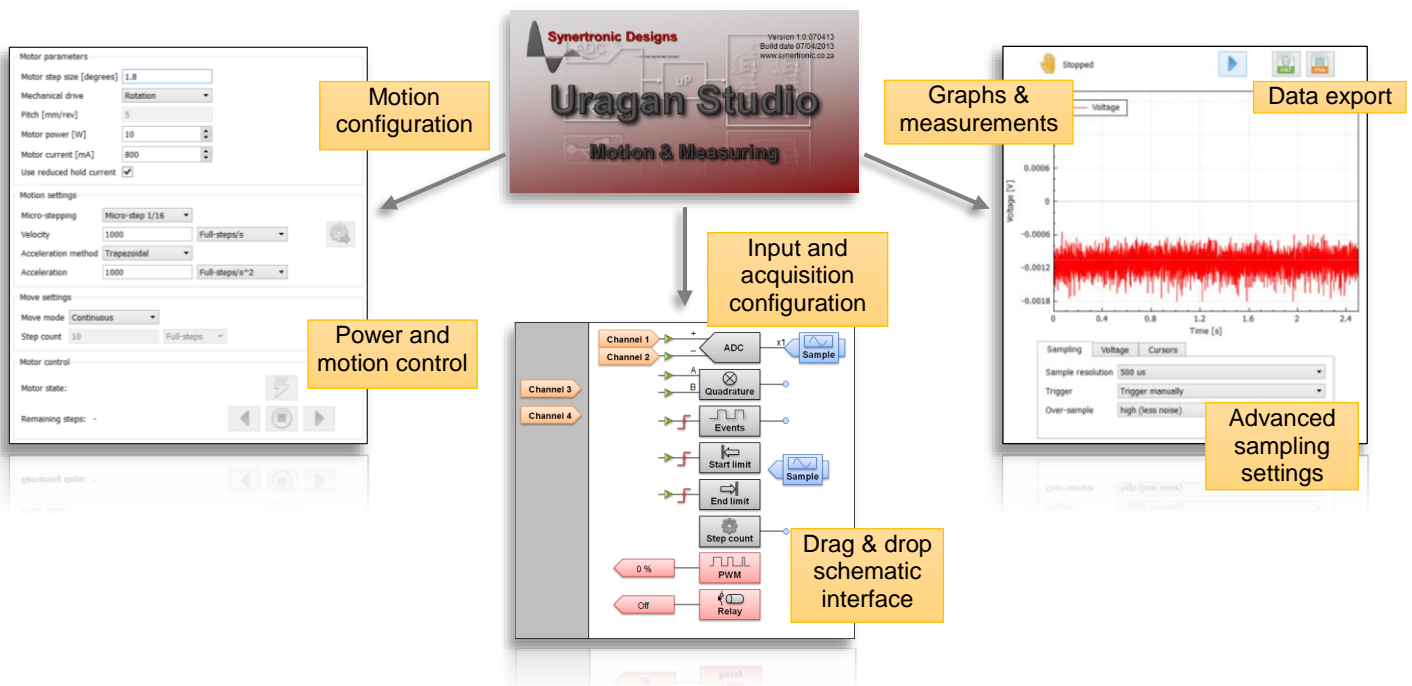 Motor parameters
Motor step size [degrees] 1.8
Mechanical drive Rotation
Pitch [mm/rev] 5
Motor power [W] 10
Motor current [mA] 800
Use reduced hold current
Motion settings
Micro-stepping Micro-step 1/16
Velocity 1000 Full-steps/s
Acceleration method Trapezoidal
Acceleration 1000 Full-steps/s^2
Move settings
Move mode Continuous
Step count 10 Full-steps
Motor control
Motor state:
Remaining steps: -
Motion
configuration
Power and
motion control
Synertronic Designs
Version 1.0.070413
Build date 07/04/2013
www.synertronic.co.za
ADC
uP
Uragan Studio
Motion & Measuring
Input and
acquisition
configuration
Channel 1
Channel 2
+
–
ADC
x1
Sample
Channel 3
A
B
Quadrature
Channel 4
Events
Start limit
Sample
End limit
Step count
0 %
PWM
Off
Relay
Drag & drop
schematic
interface
Graphs &
measurements
Data export
Stopped
DAT
PNG
Voltage
Voltage [V]
0.0006
0
-0.0006
-0.0012
-0.0018
0 0.4 0.8 1.2 1.6 2 2.4
Time [s]
Sampling Voltage Cursors
Sample resolution 500 us
Trigger Trigger manually
Over-sample high (less noise)
Advanced
sampling
settings